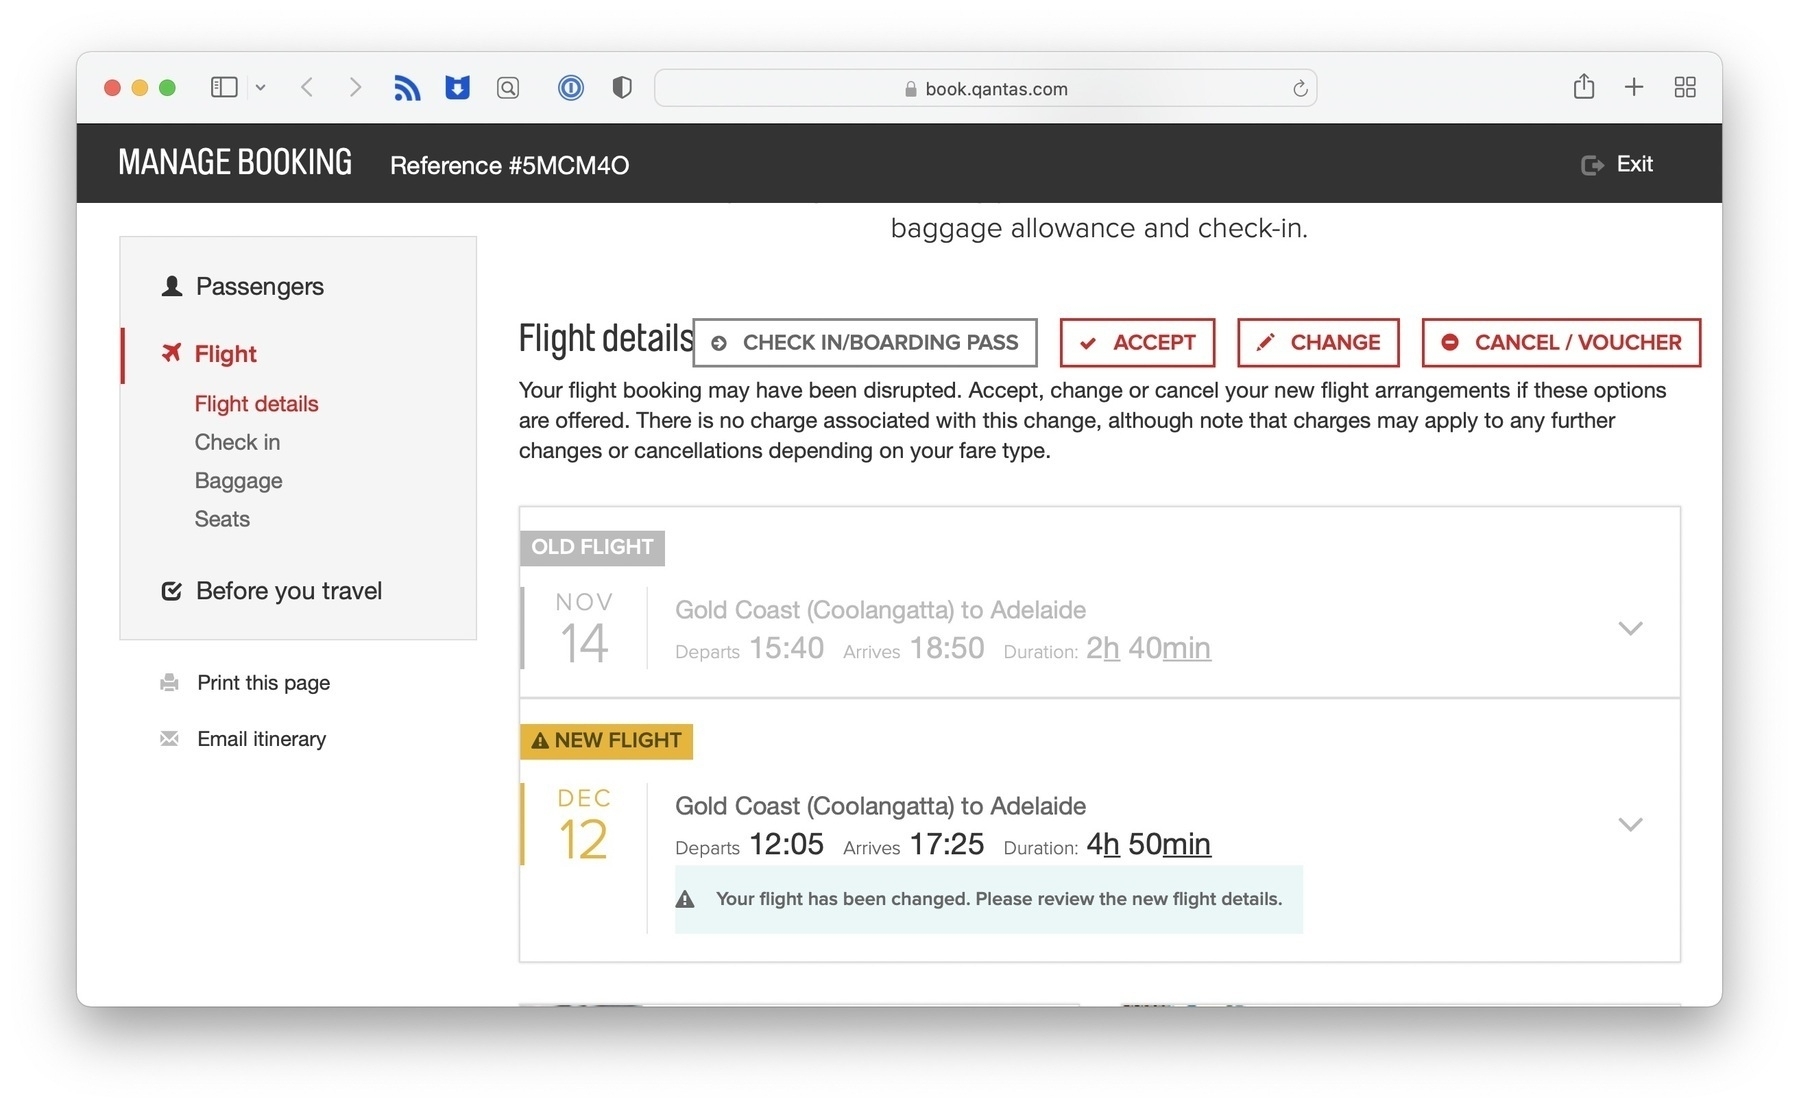 book.qantas.com
MANAGE BOOKING Reference #5MCM4O Exit
baggage allowance and check-in.
Passengers
Flight
Flight details
Check in
Baggage
Seats
Before you travel
Print this page
Email itinerary
Flight details CHECK IN/BOARDING PASS ACCEPT CHANGE CANCEL / VOUCHER
Your flight booking may have been disrupted. Accept, change or cancel your new flight arrangements if these options
are offered. There is no charge associated with this change, although note that charges may apply to any further
changes or cancellations depending on your fare type.
OLD FLIGHT
NOV
14
Gold Coast (Coolangatta) to Adelaide
Departs 15:40 Arrives 18:50 Duration: 2h 40min
NEW FLIGHT
DEC
12
Gold Coast (Coolangatta) to Adelaide
Departs 12:05 Arrives 17:25 Duration: 4h 50min
Your flight has been changed. Please review the new flight details.